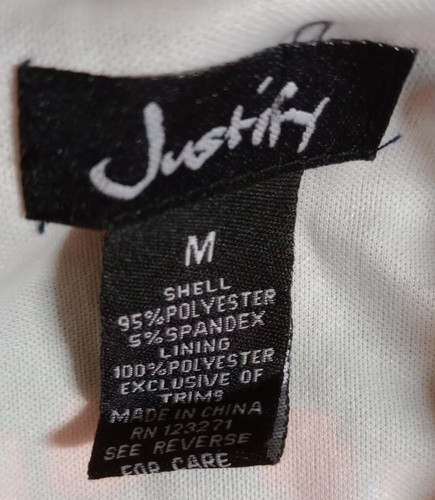 Justify
M
SHELL
95%POLYESTER
5%SPANDEX
LINING
100%POLYESTER
EXCLUSIVE OF
TRIMS
MADE IN CHINA
RN 123271
SEE REVERSE
FOR CARE